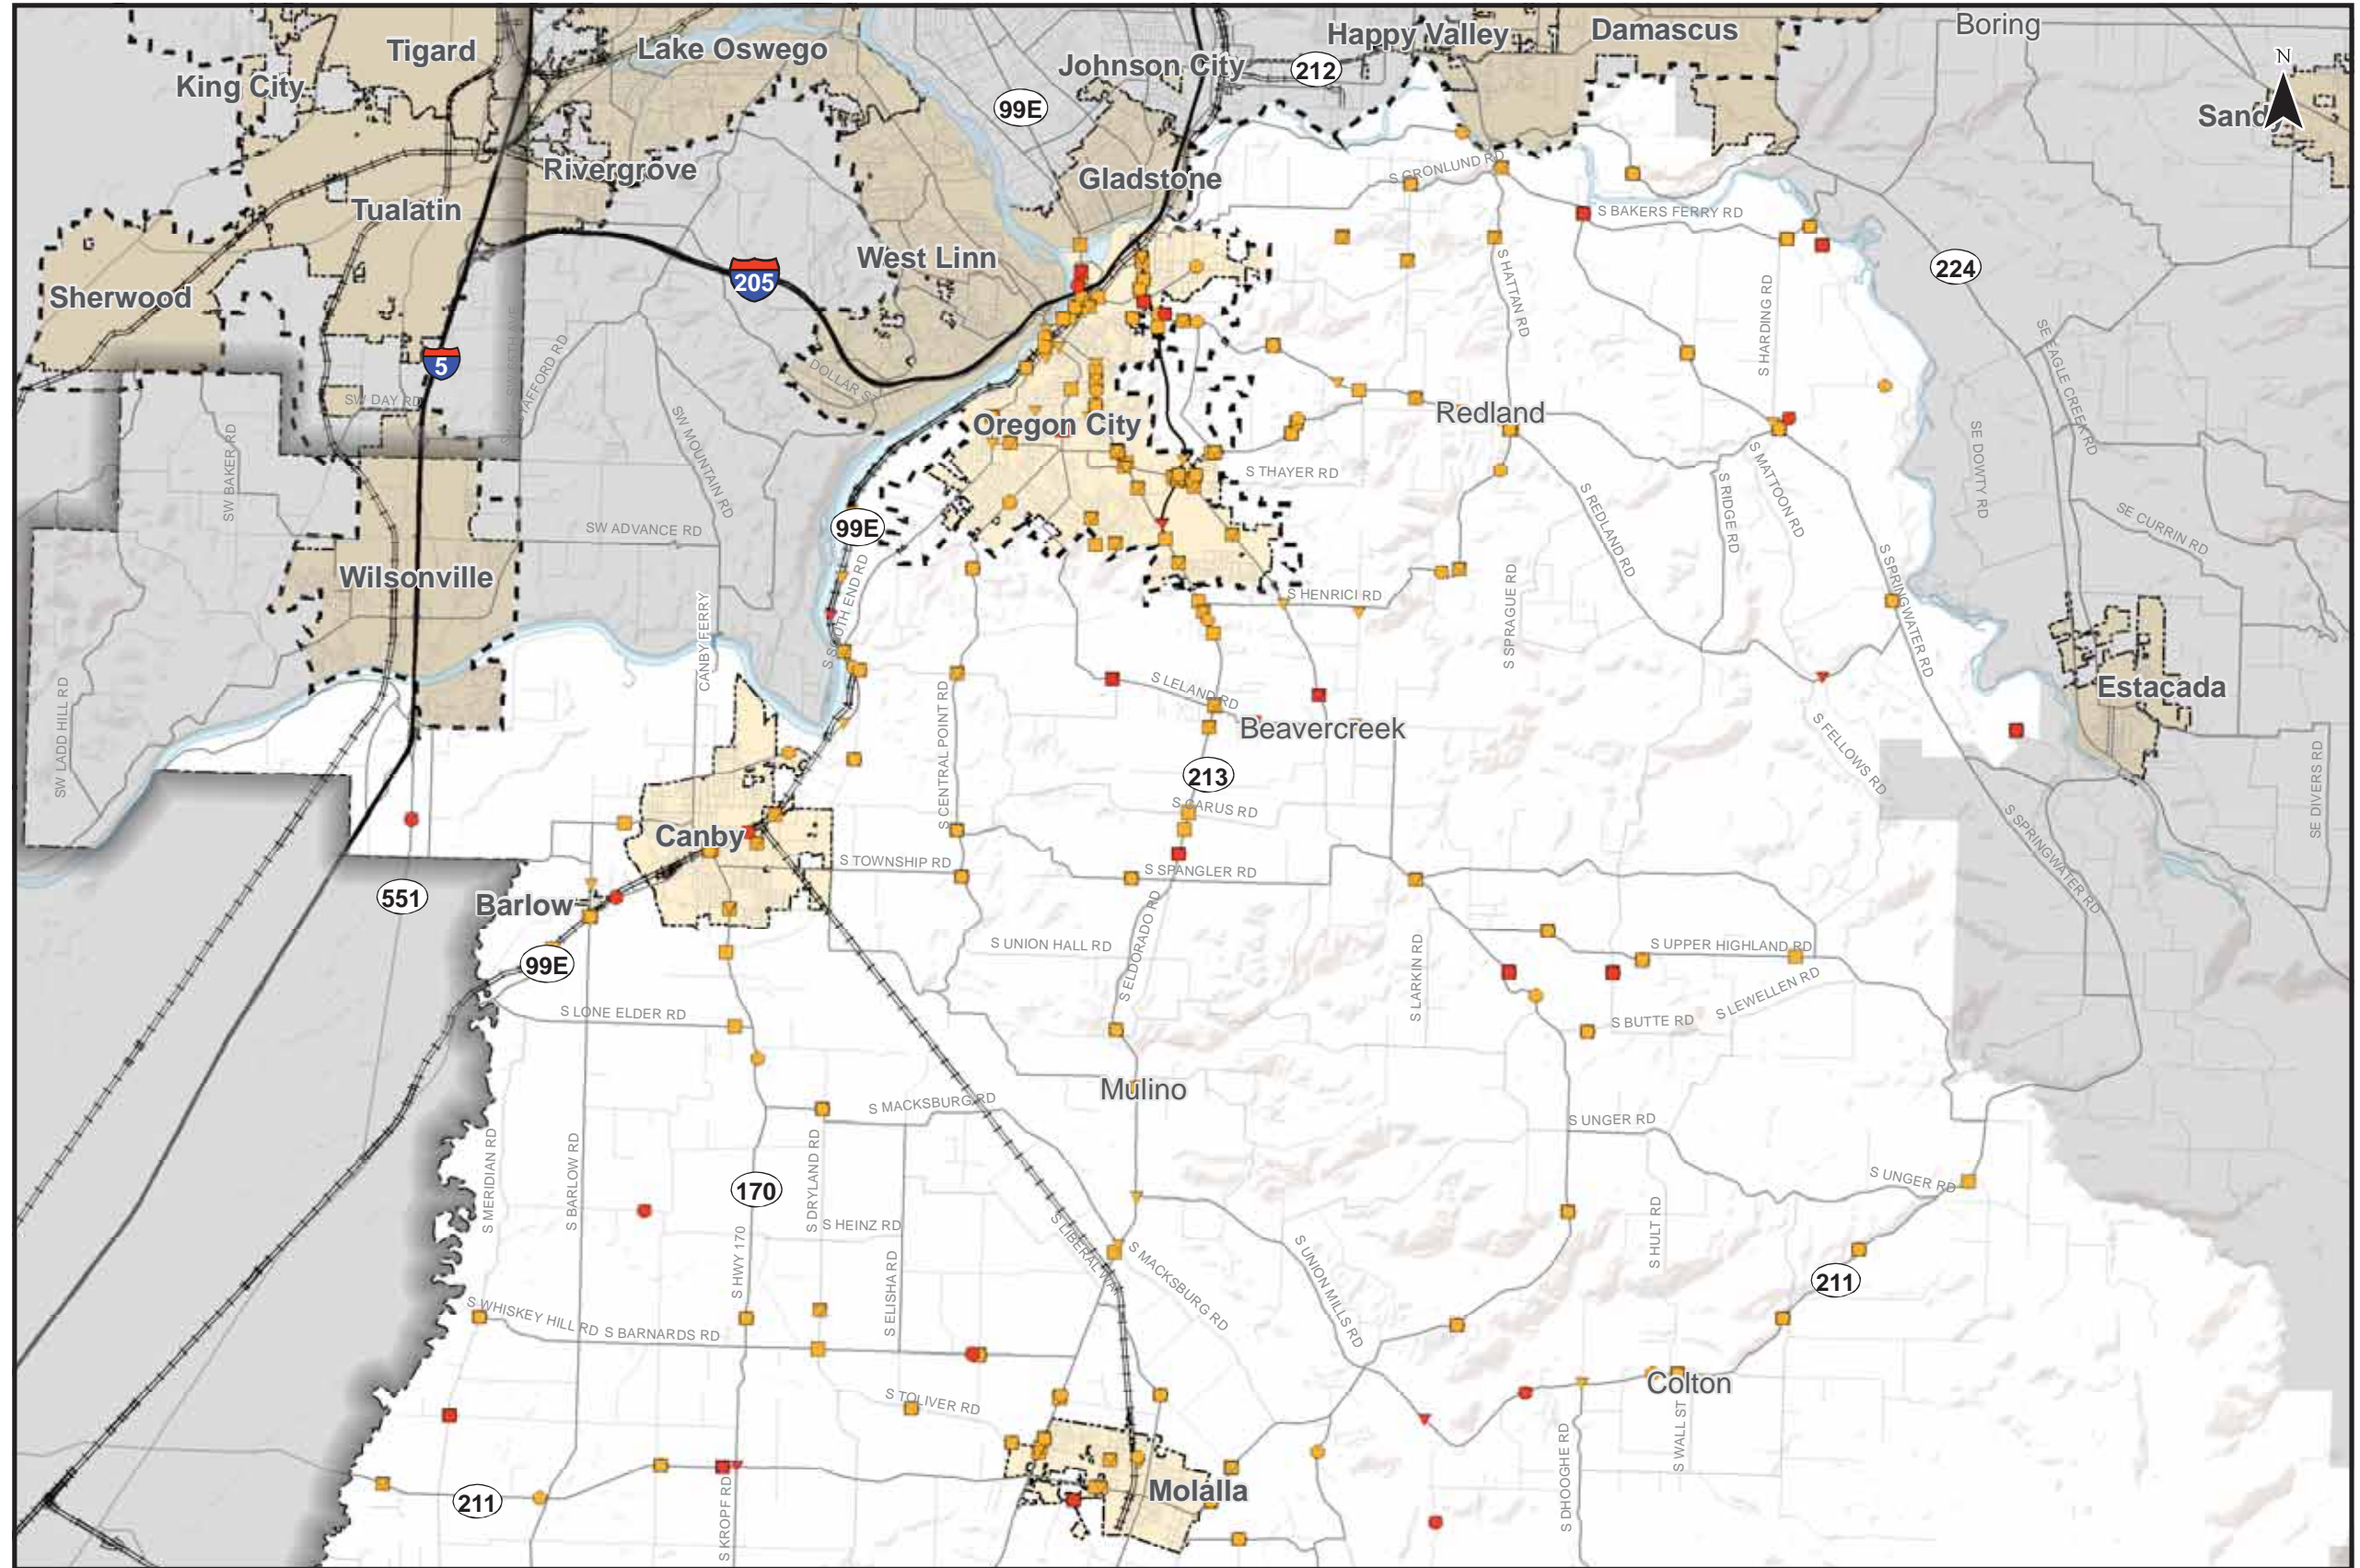 Boring
Happy Valley
Damascus
Tigard
Lake Oswego
N
Johnson City
212
King City
99E
Sandy
Rivergrove
S GRONLUND RD
Gladstone
Tualatin
S BAKERS FERRY RD
West Linn
224
205
Sherwood
S HATTAN RD
S HARDING RD
5
SE EAGLE CREEK RD
DOLLAR ST
SW DAY RD
Redland
Oregon City
SW BAKER RD
SW MOUNTAIN RD
S THAYER RD
SE DOWTY RD
S MATTOON RD
S RIDGE RD
S REDLAND RD
99E
SW ADVANCE RD
SE CURRIN RD
Wilsonville
S HENRICI RD
S SOUTH END RD
S SPRAGUE RD
S SPRINGWATER RD
CANBY FERRY
S LELAND RD
Estacada
SW LADD HILL RD
S CENTRAL POINT RD
Beavercreek
S FELLOWS RD
213
SE DIVERS RD
S CARUS RD
Canby
S TOWNSHIP RD
S SPANGLER RD
S SPRINGWATER RD
551
Barlow
S UNION HALL RD
S ELDORADO RD
S UPPER HIGHLAND RD
99E
S LARKIN RD
S LEWELLEN RD
S LONE ELDER RD
S BUTTE RD
Mulino
S MACKSBURG RD
S UNGER RD
S MERIDIAN RD
S BARLOW RD
S DRYLAND RD
170
S UNGER RD
S HEINZ RD
S HULT RD
S LIBERAL WAY
S HWY 170
S ELISHA RD
S MACKSBURG RD
S UNION MILLS RD
211
S WHISKEY HILL RD
S BARNARDS RD
Colton
S TOLIVER RD
S WALL ST
S DHOOGHE RD
Molalla
211
S KROPF RD